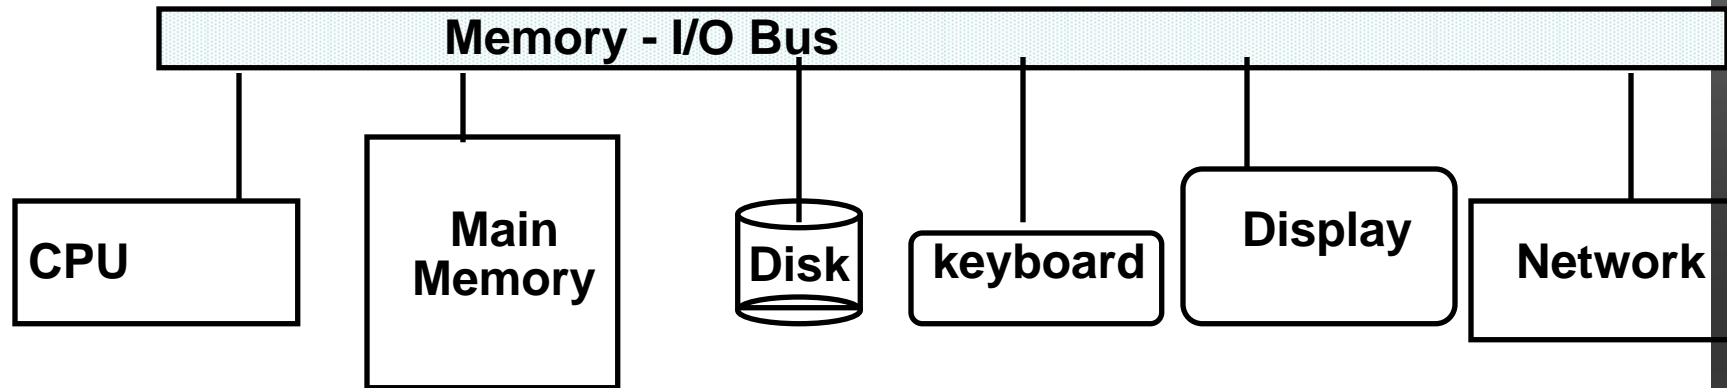 Memory - I/O Bus
CPU
Main
Memory
Disk
keyboard
Display
Network